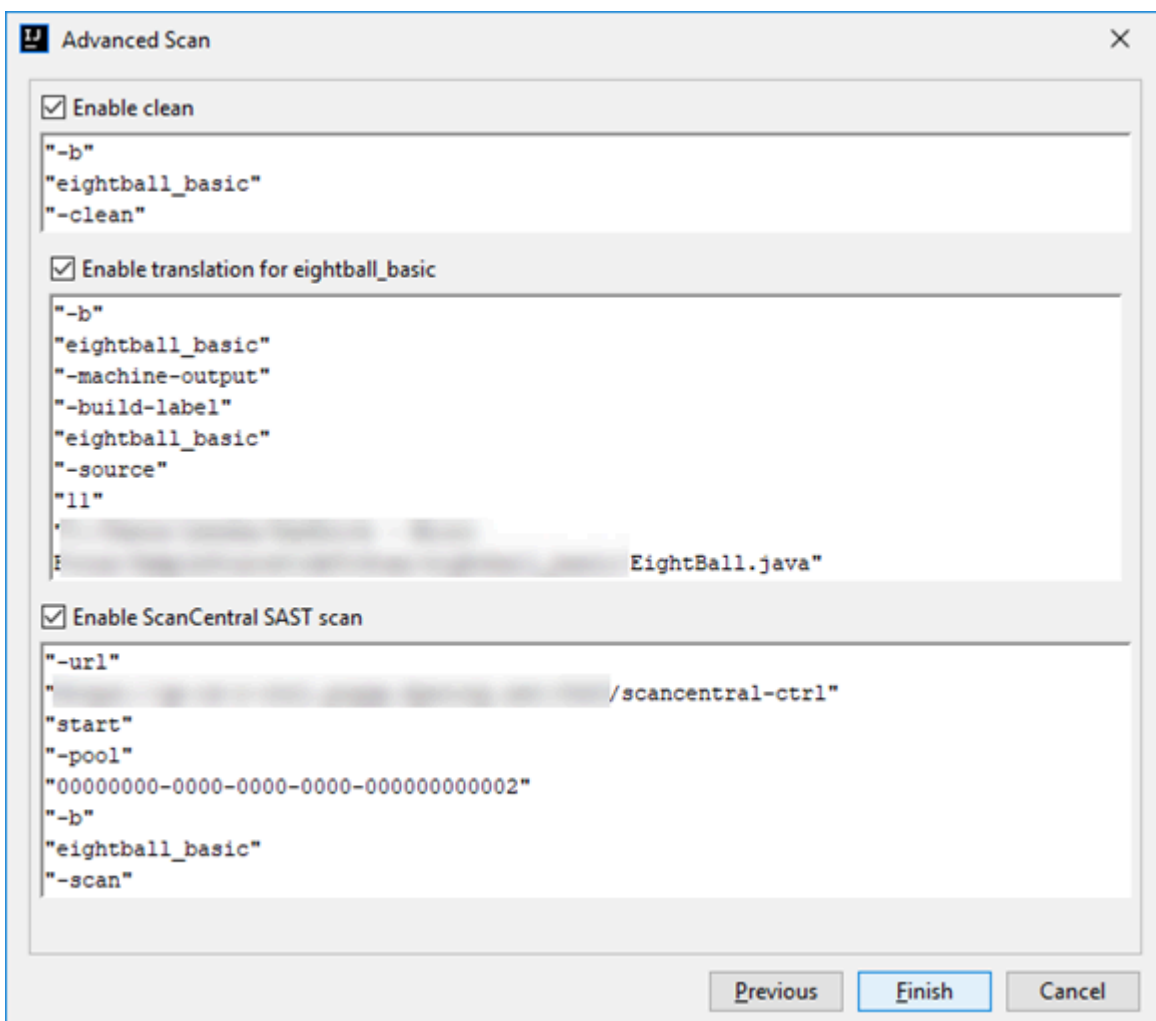 IJ
Advanced Scan
Enable clean
"-b"
"eightball_basic"
"-clean"
Enable translation for eightball_basic
"-b"
"eightball_basic"
"-machine-output"
"-build-label"
"eightball_basic"
"-source"
"11"
"
EightBall.java"
Enable ScanCentral SAST scan
"-url"
"/scancentral-ctrl"
"start"
"-pool"
"00000000-0000-0000-0000-000000000002"
"-b"
"eightball_basic"
"-scan"
Previous
Finish
Cancel